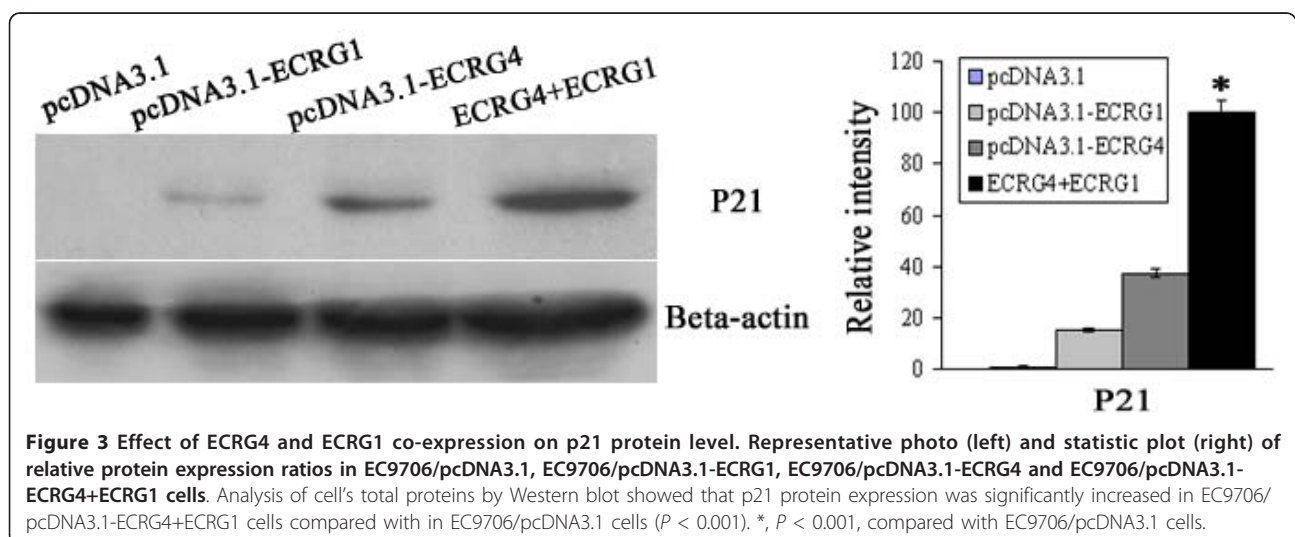 pcDNA3.1
pcDNA3.1-ECRG1
pcDNA3.1-ECRG4
ECRG4+ECRG1
P21
Beta-actin
Relative intensity
120
100
80
60
40
20
0
pcDNA3.1
pcDNA3.1-ECRG1
pcDNA3.1-ECRG4
ECRG4+ECRG1
*
P21
Figure 3 Effect of ECRG4 and ECRG1 co-expression on p21 protein level. Representative photo (left) and statistic plot (right) of
relative protein expression ratios in EC9706/pcDNA3.1, EC9706/pcDNA3.1-ECRG1, EC9706/pcDNA3.1-ECRG4 and EC9706/pcDNA3.1-
ECRG4+ECRG1 cells. Analysis of cell's total proteins by Western blot showed that p21 protein expression was significantly increased in EC9706/
pcDNA3.1-ECRG4+ECRG1 cells compared with in EC9706/pcDNA3.1 cells (P < 0.001). *, P < 0.001, compared with EC9706/pcDNA3.1 cells.